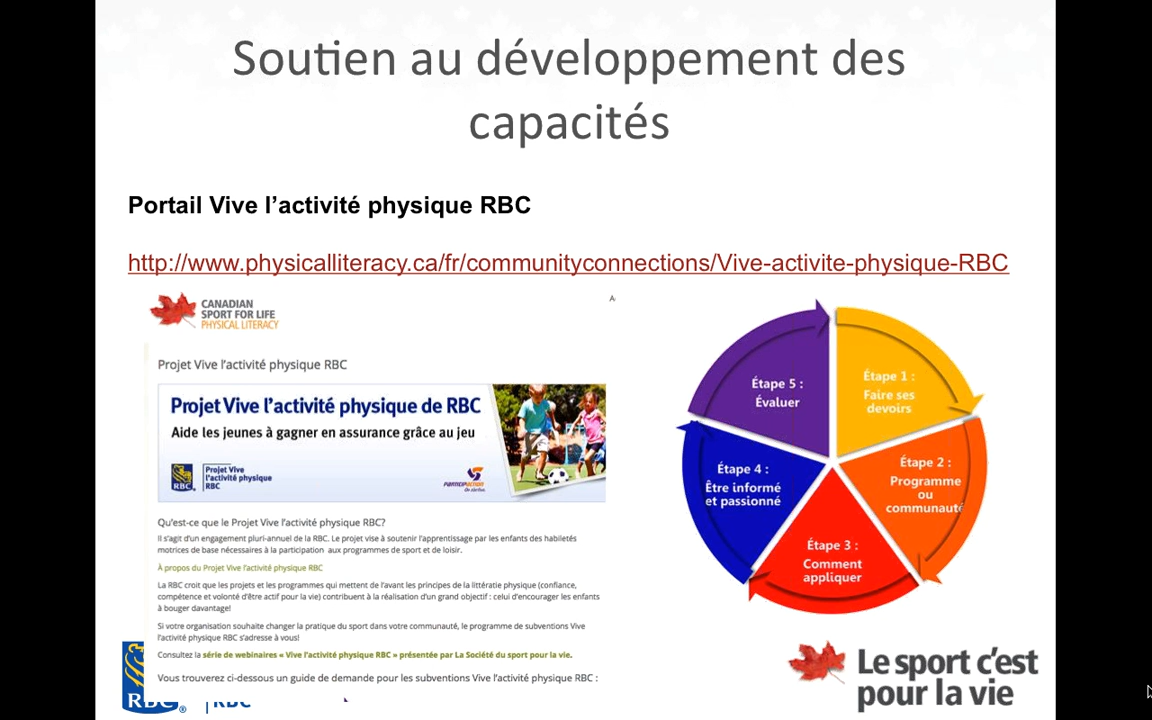 Soutien au développement des
capacités
Portail Vive l’activité physique RBC
http://www.physicalliteracy.ca/fr/communityconnections/Vive-activite-physique-RBC
CANADIAN
SPORT FOR LIFE
PHYSICAL LITERACY
A
Projet Vive l’activité physique RBC
Projet Vive l’activité physique de RBC
Aide les jeunes à gagner en assurance grâce au jeu
RBC
Projet Vive
l’activité physique
RBC
PARTICIPACTION
Qu’est-ce que le Projet Vive l’activité physique RBC?
Il s’agit d’un engagement pluri-annuel de la RBC. Le projet vise à soutenir l’apprentissage par les enfants des habiletés
motrices de base nécessaires à la participation aux programmes de sport et de loisir.
À propos du Projet Vive l’activité physique RBC
La RBC croit que les projets et les programmes qui mettent de l’avant les principes de la littératie physique (confiance,
compétence et volonté d’être actif pour la vie) contribuent à la réalisation d’un grand objectif : celui d’encourager les enfants
à bouger davantage!
Si votre organisation souhaite changer la pratique du sport dans votre communauté, le programme de subventions Vive
l’activité physique RBC s’adresse à vous!
Consultez la série de webinaires « Vive l’activité physique RBC » présentée par La Société du sport pour la vie.
Vous trouverez ci-dessous un guide de demande pour les subventions Vive l’activité physique RBC :
Étape 1 :
Faire ses
devoirs
Étape 2 :
Programme
ou
communauté
Étape 3 :
Comment
appliquer
Étape 4 :
Être informé
et passionné
Étape 5 :
Évaluer
RBC
®
RBC
Le sport c’est
pour la vie